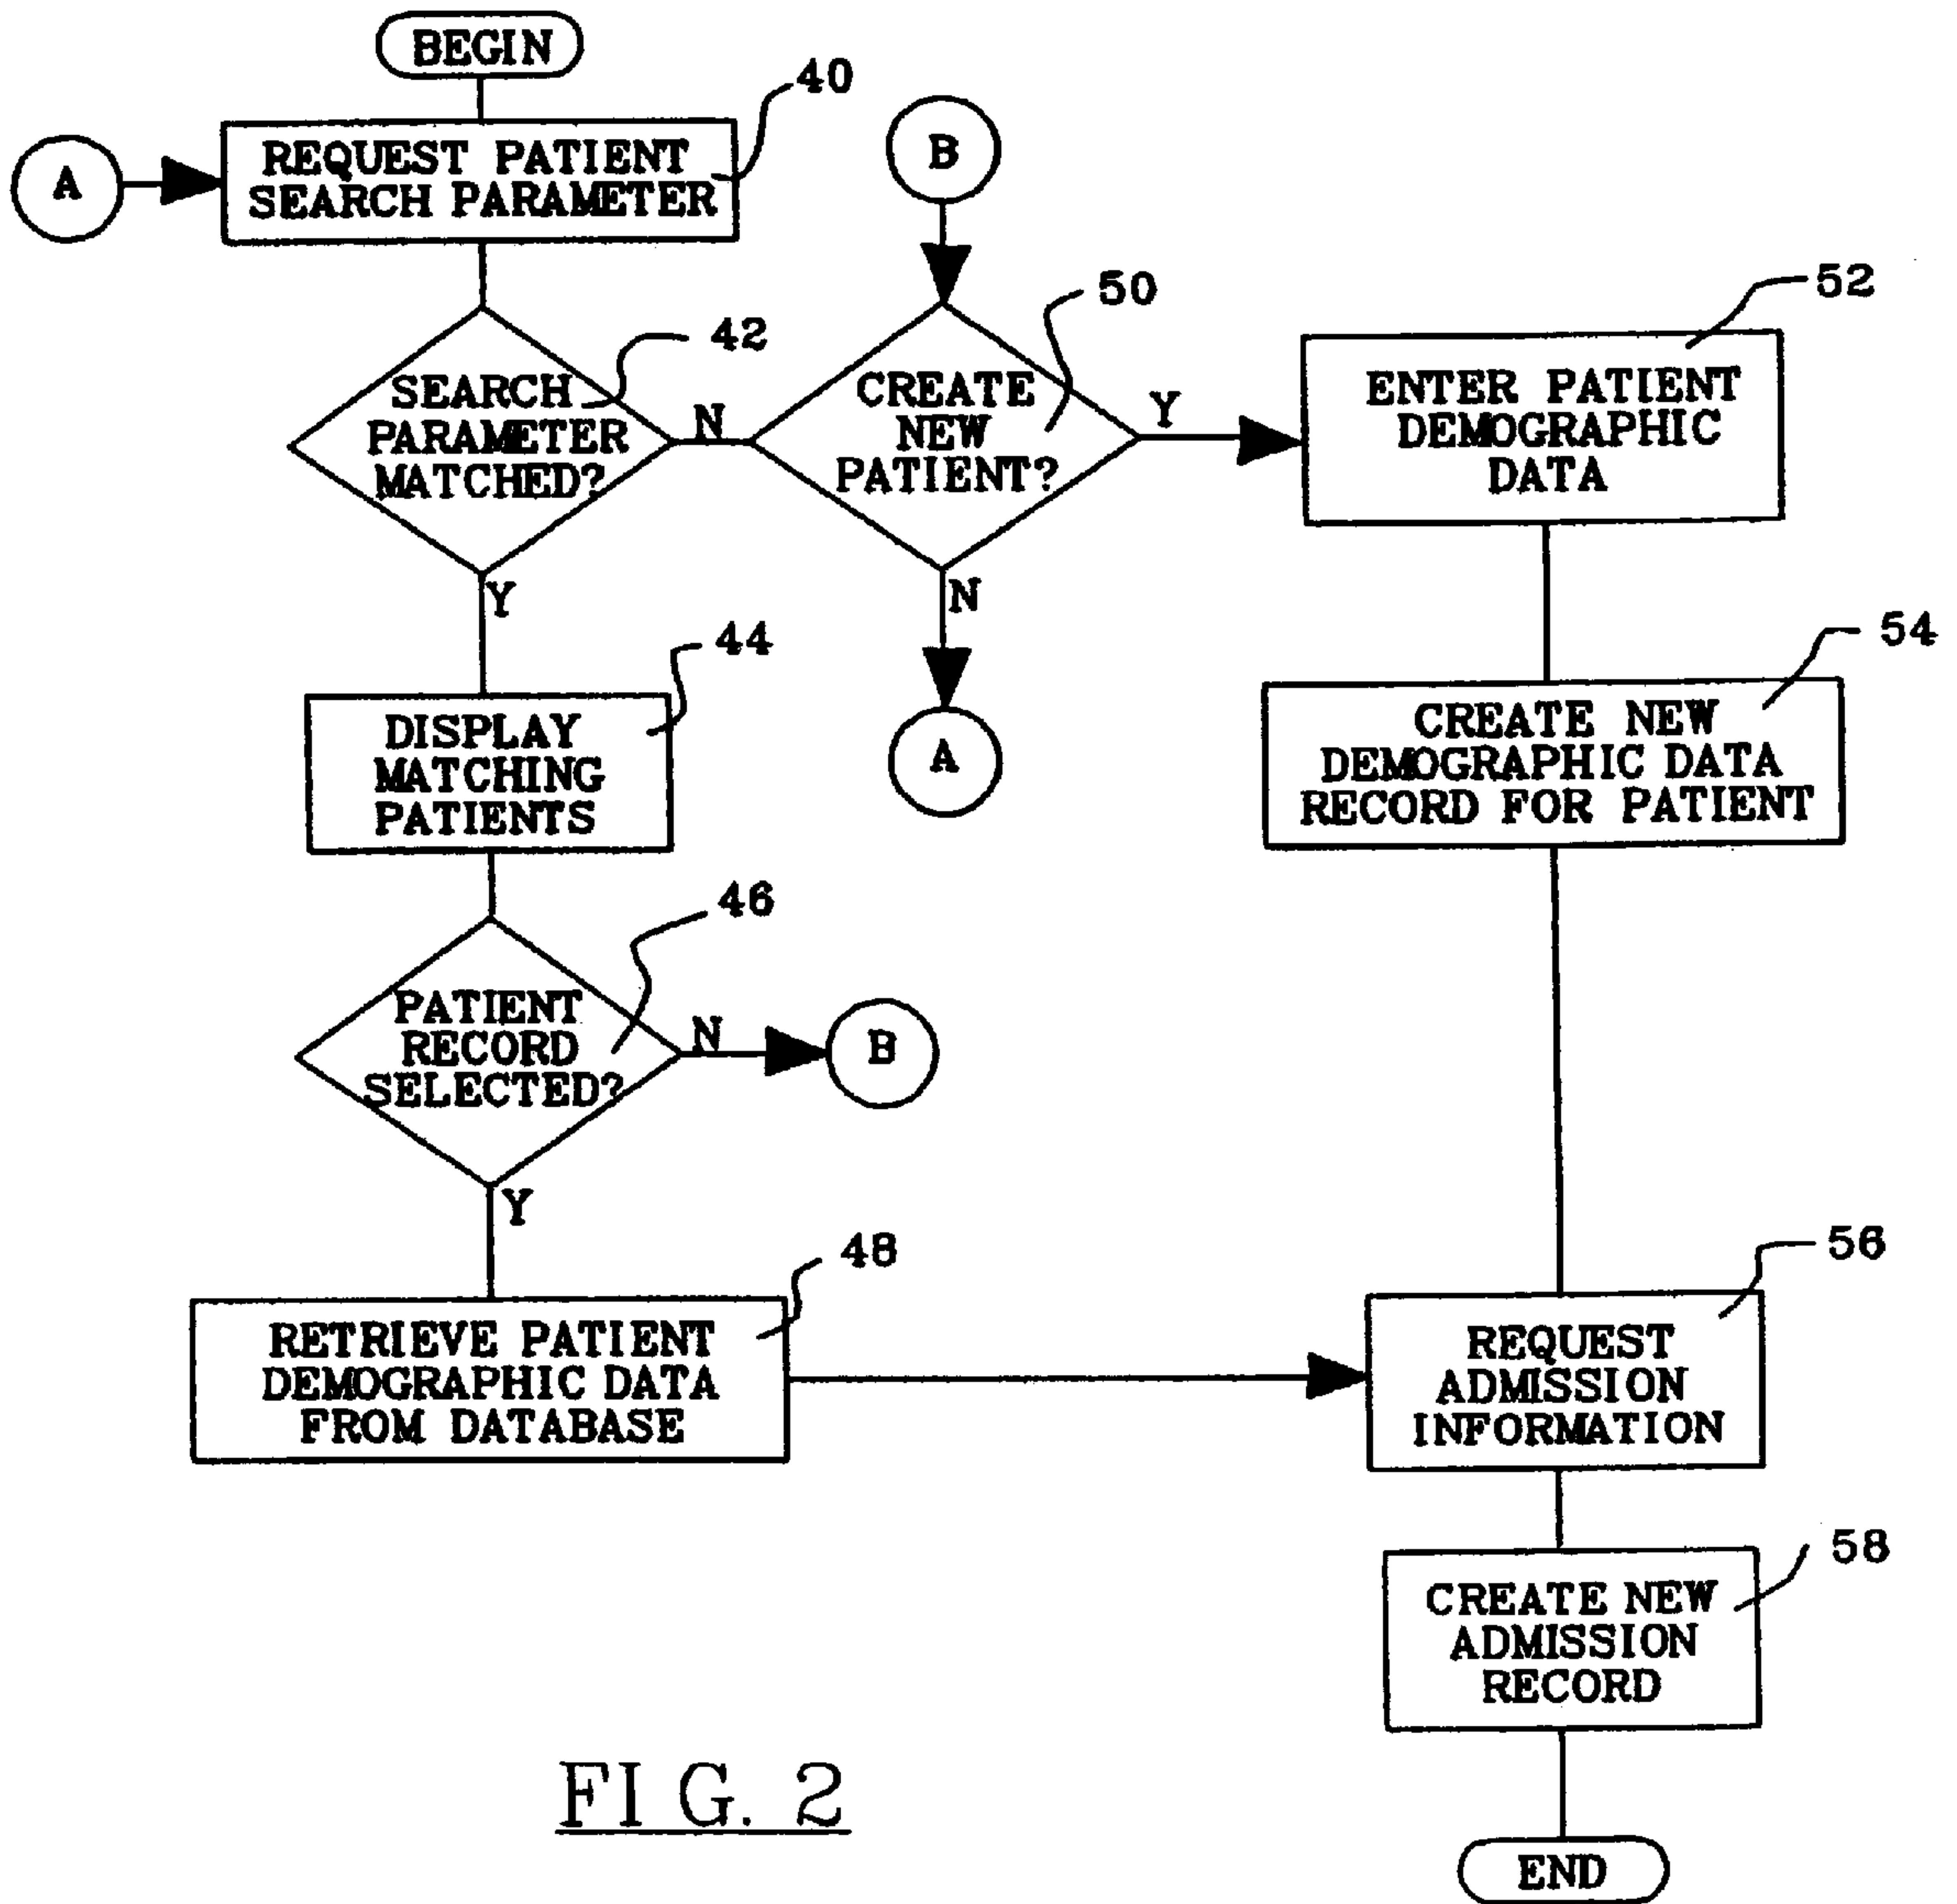 BEGIN
40
A
REQUEST PATIENT
SEARCH PARAMETER
B
42
SEARCH
PARAMETER
MATCHED?
N
Y
50
CREATE
NEW
PATIENT?
Y
N
A
52
ENTER PATIENT
DEMOGRAPHIC
DATA
44
DISPLAY
MATCHING
PATIENTS
54
CREATE NEW
DEMOGRAPHIC DATA
RECORD FOR PATIENT
46
PATIENT
RECORD
SELECTED?
N
B
Y
48
RETRIEVE PATIENT
DEMOGRAPHIC DATA
FROM DATABASE
56
REQUEST
ADMISSION
INFORMATION
58
CREATE NEW
ADMISSION
RECORD
END
FIG. 2